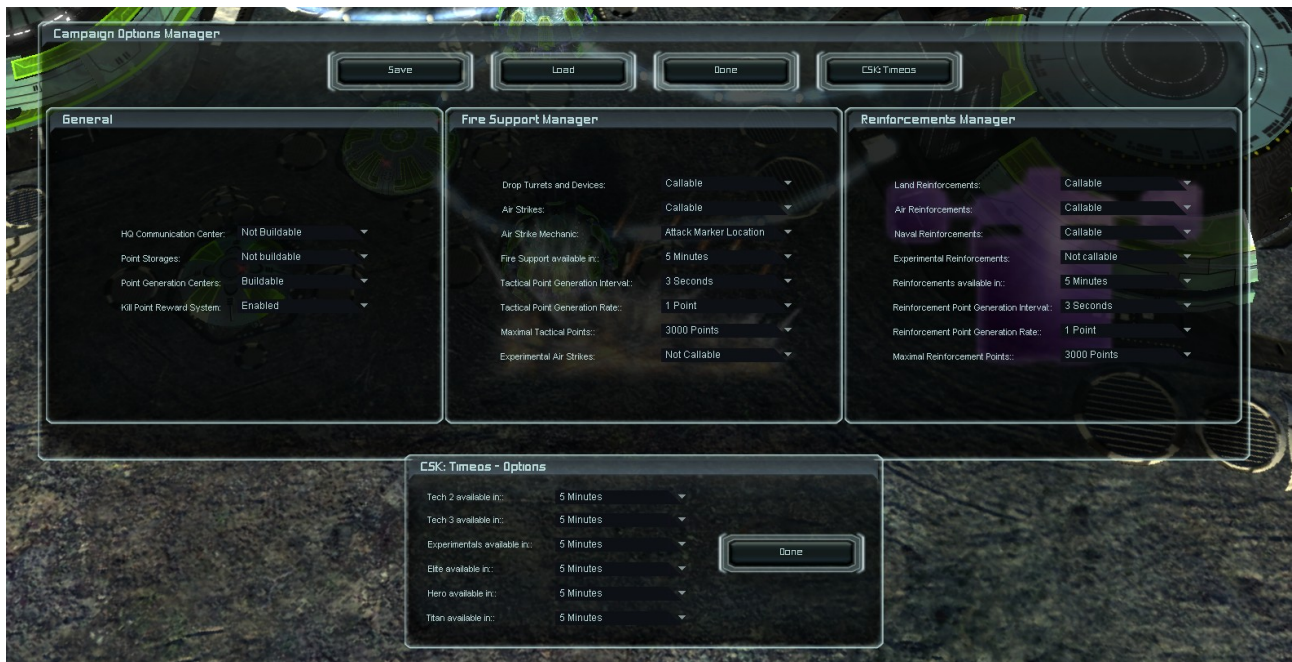 Campaign Options Manager
Save
Load
Done
CSK: Timeos
General
HQ Communication Center: Not Buildable
Point Storages: Not buildable
Point Generation Centers: Buildable
Kill Point Reward System: Enabled
Fire Support Manager
Drop Turrets and Devices: Callable
Air Strikes: Callable
Air Strike Mechanic: Attack Marker Location
Fire Support available in:: 5 Minutes
Tactical Point Generation Interval:: 3 Seconds
Tactical Point Generation Rate:: 1 Point
Maximal Tactical Points:: 3000 Points
Experimental Air Strikes: Not Callable
Reinforcements Manager
Land Reinforcements: Callable
Air Reinforcements: Callable
Naval Reinforcements: Callable
Experimental Reinforcements: Not callable
Reinforcements available in:: 5 Minutes
Reinforcement Point Generation Interval:: 3 Seconds
Reinforcement Point Generation Rate:: 1 Point
Maximal Reinforcement Points:: 3000 Points
CSK: Timeos - Options
Tech 2 available in:: 5 Minutes
Tech 3 available in:: 5 Minutes
Experimentals available in:: 5 Minutes
Elite available in:: 5 Minutes
Hero available in:: 5 Minutes
Titan available in:: 5 Minutes
Done